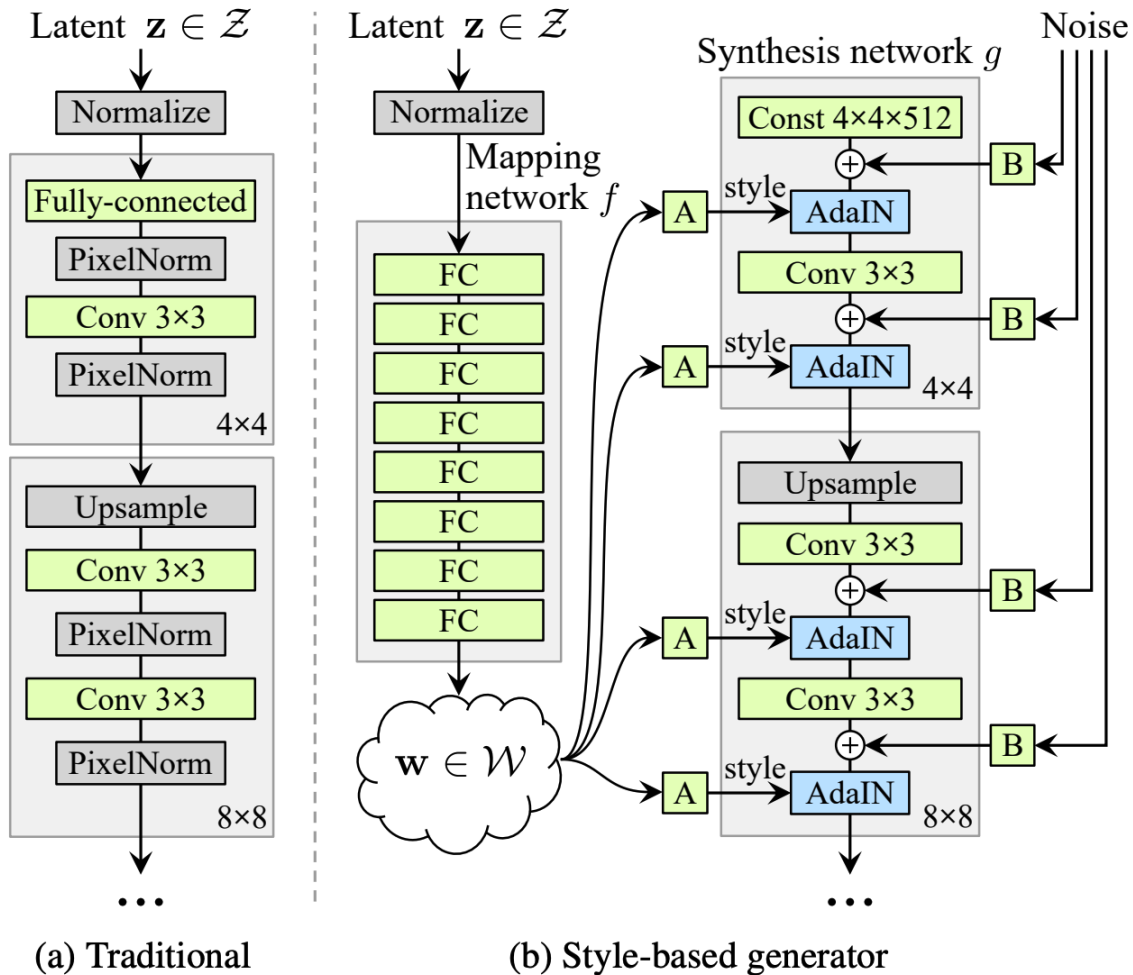 Latent z ∈ 𝒵
Normalize
Fully-connected
PixelNorm
Conv 3×3
PixelNorm
4×4
Upsample
Conv 3×3
PixelNorm
Conv 3×3
PixelNorm
8×8
...
(a) Traditional
Latent z ∈ 𝒵
Normalize
Mapping
network f
FC
FC
FC
FC
FC
FC
FC
FC
w ∈ 𝒲
A
style
A
style
A
style
A
style
Synthesis network g
Const 4×4×512
+
AdaIN
Conv 3×3
+
AdaIN
4×4
Upsample
Conv 3×3
+
AdaIN
Conv 3×3
+
AdaIN
8×8
...
Noise
B
B
B
B
(b) Style-based generator